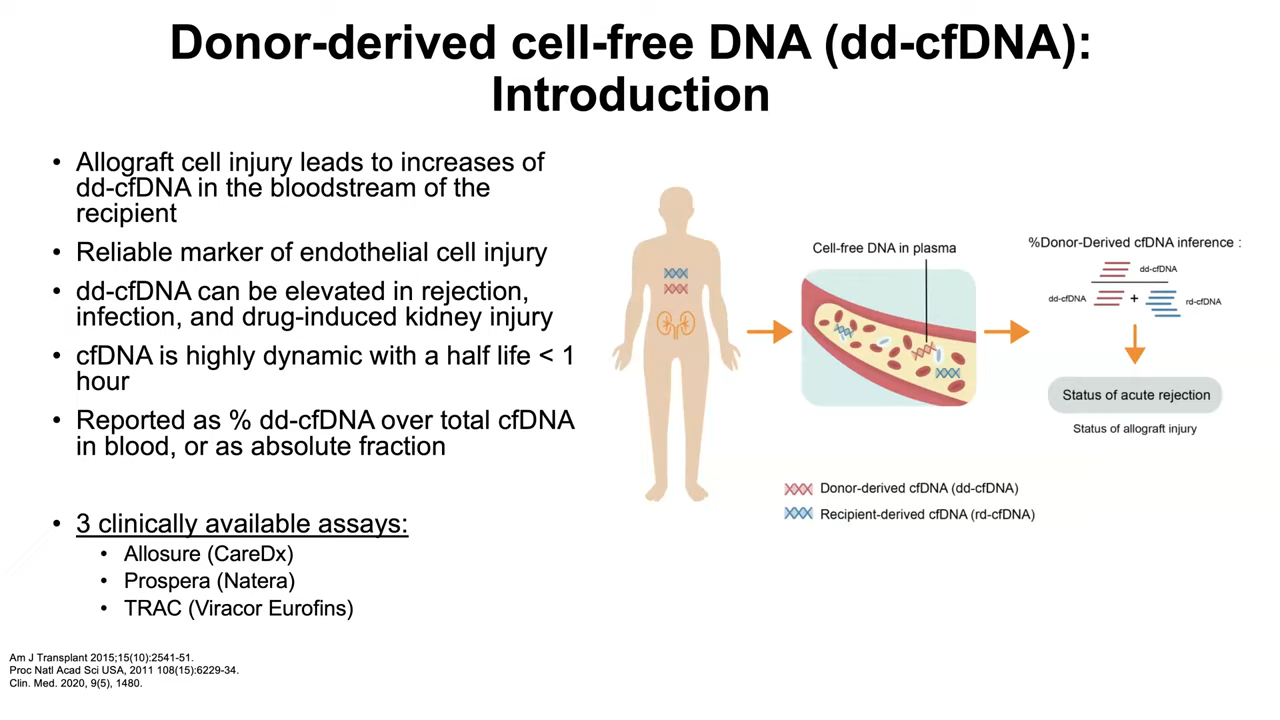 Donor-derived cell-free DNA (dd-cfDNA):
Introduction
• Allograft cell injury leads to increases of
dd-cfDNA in the bloodstream of the
recipient
• Reliable marker of endothelial cell injury
• dd-cfDNA can be elevated in rejection,
infection, and drug-induced kidney injury
• cfDNA is highly dynamic with a half life < 1
hour
• Reported as % dd-cfDNA over total cfDNA
in blood, or as absolute fraction
• 3 clinically available assays:
• Allosure (CareDx)
• Prospera (Natera)
• TRAC (Viracor Eurofins)
Cell-free DNA in plasma
%Donor-Derived cfDNA inference :
dd-cfDNA
dd-cfDNA + rd-cfDNA
Status of acute rejection
Status of allograft injury
Donor-derived cfDNA (dd-cfDNA)
Recipient-derived cfDNA (rd-cfDNA)
Am J Transplant 2015;15(10):2541-51.
Proc Natl Acad Sci USA, 2011 108(15):6229-34.
Clin. Med. 2020, 9(5), 1480.